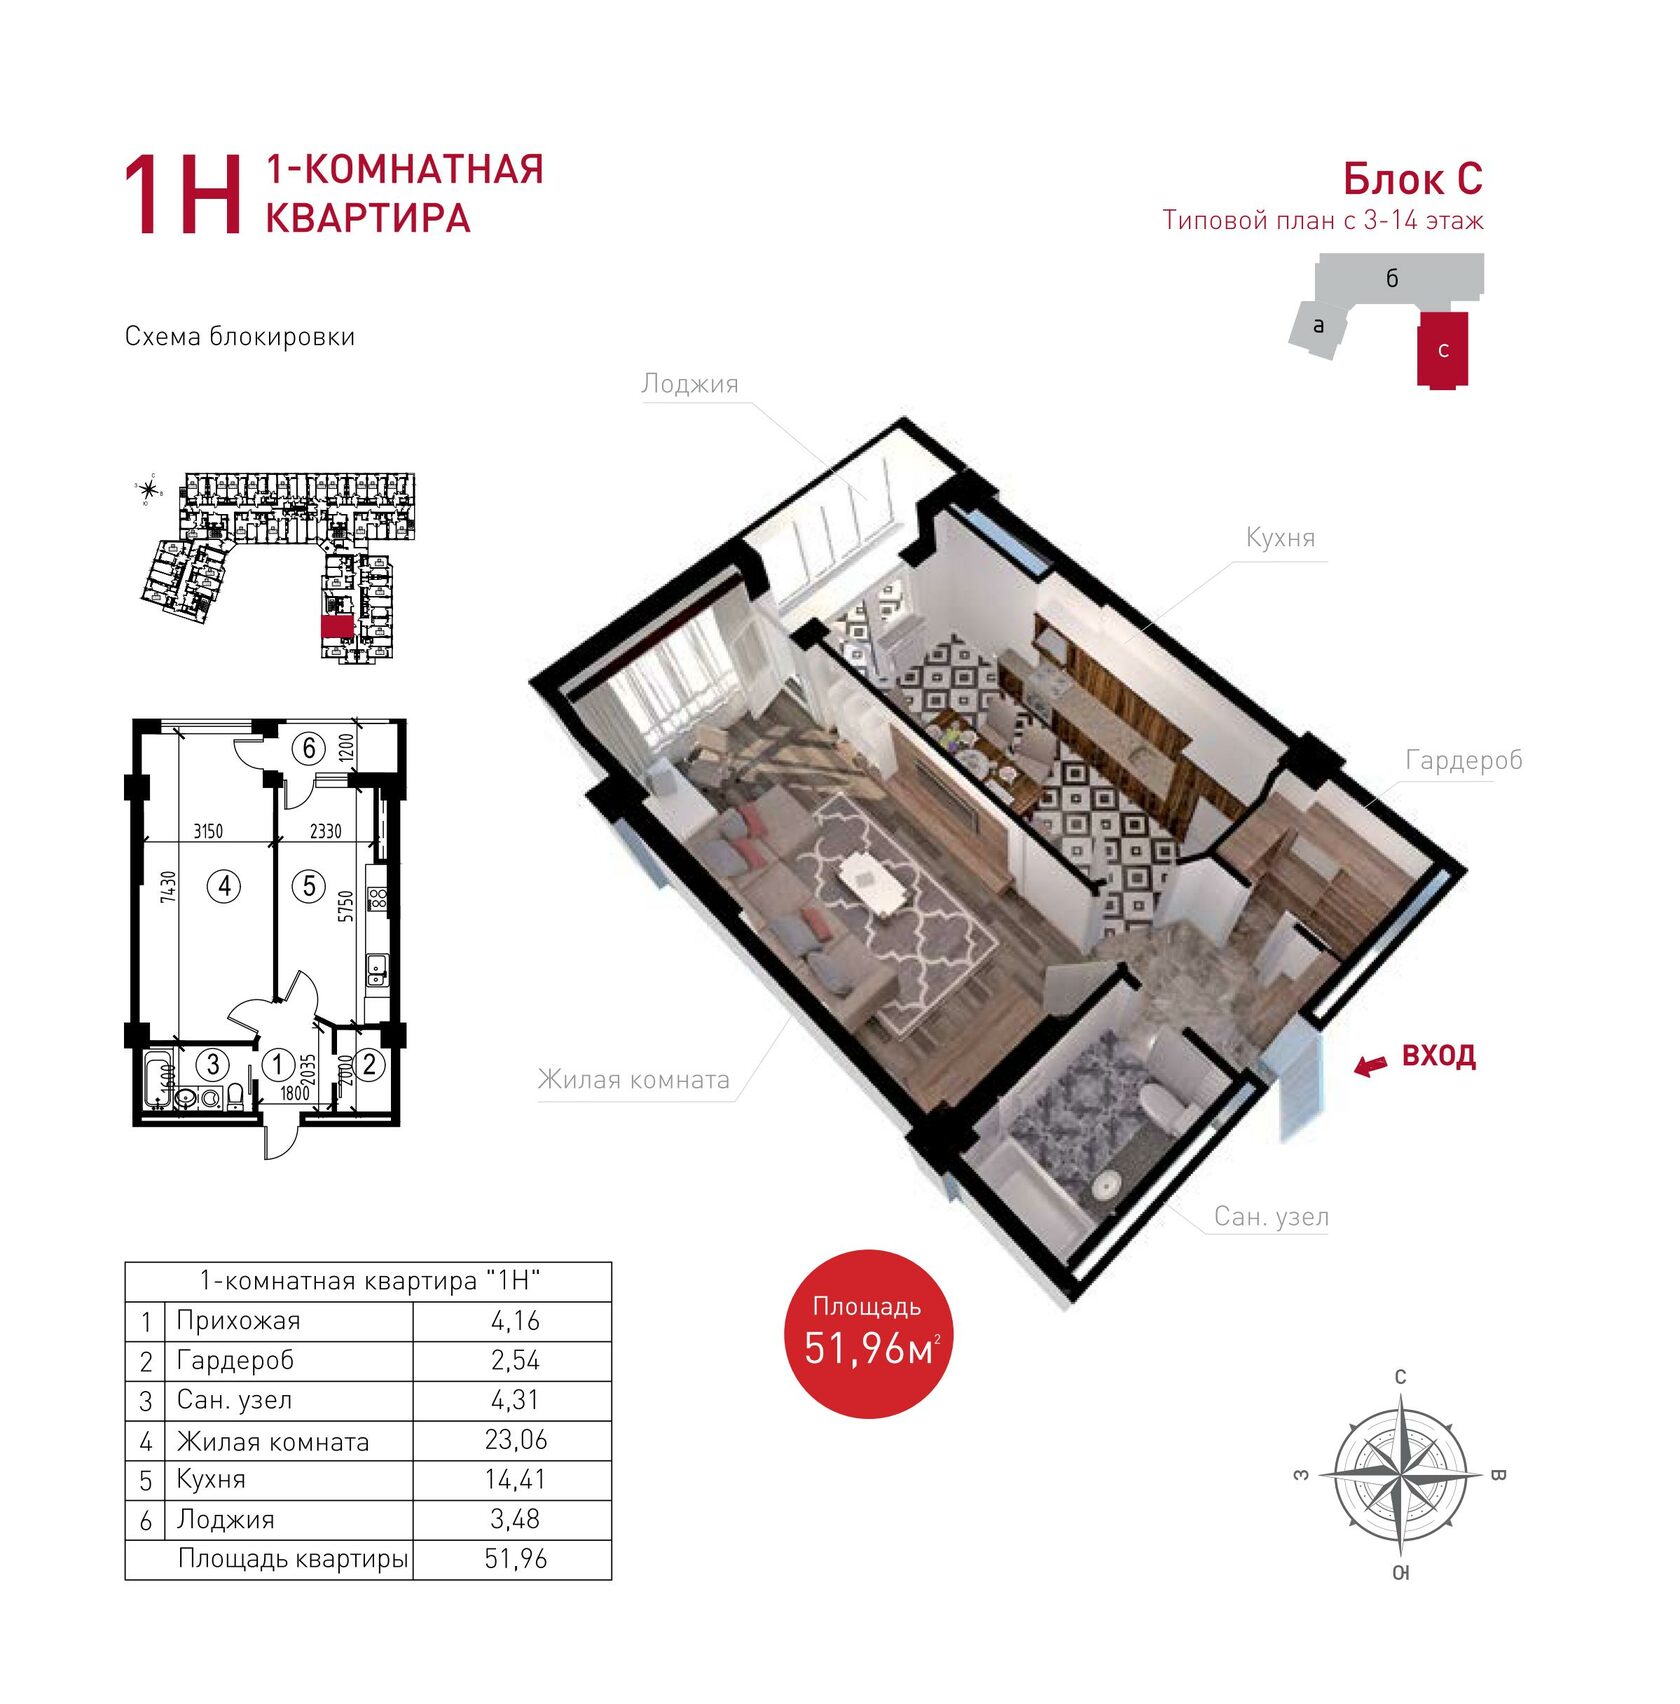 1Н
1-КОМНАТНАЯ
КВАРТИРА
Блок С
Типовой план с 3-14 этаж
б
а
с
Схема блокировки
Лоджия
Кухня
Гардероб
ВХОД
Жилая комната
Сан. узел
6
1200
3150
2330
7430
4
5
5750
3
1600
1
1800
2035
2000
2
1-комнатная квартира "1Н"
1 Прихожая 4,16
2 Гардероб 2,54
3 Сан. узел 4,31
4 Жилая комната 23,06
5 Кухня 14,41
6 Лоджия 3,48
Площадь квартиры 51,96
Площадь
51,96м²
С
З
В
Ю